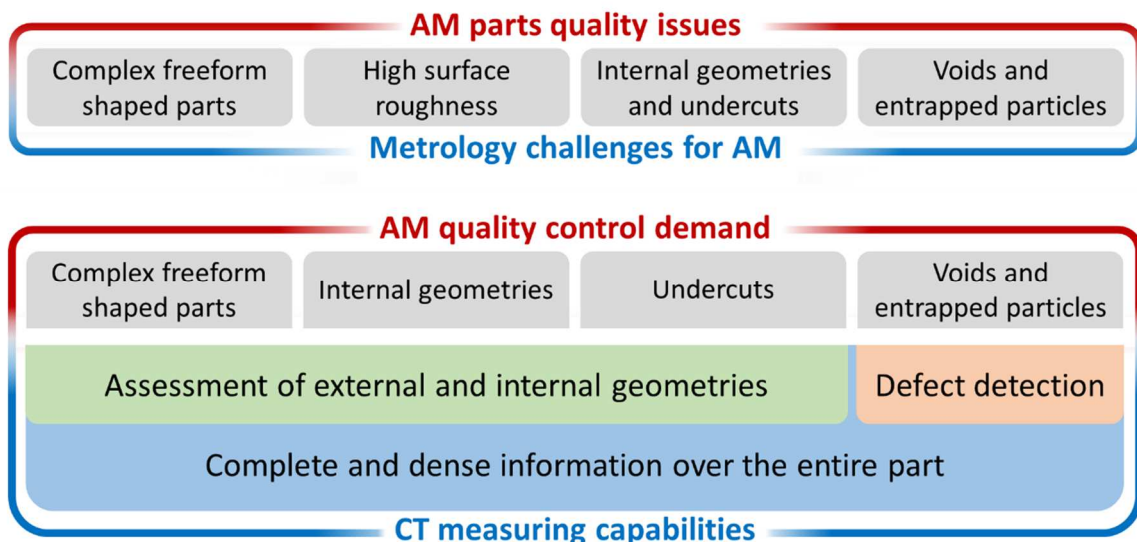 AM parts quality issues
Complex freeform
shaped parts
High surface
roughness
Internal geometries
and undercuts
Voids and
entrapped particles
Metrology challenges for AM
AM quality control demand
Complex freeform
shaped parts
Internal geometries
Undercuts
Voids and
entrapped particles
Assessment of external and internal geometries
Defect detection
Complete and dense information over the entire part
CT measuring capabilities